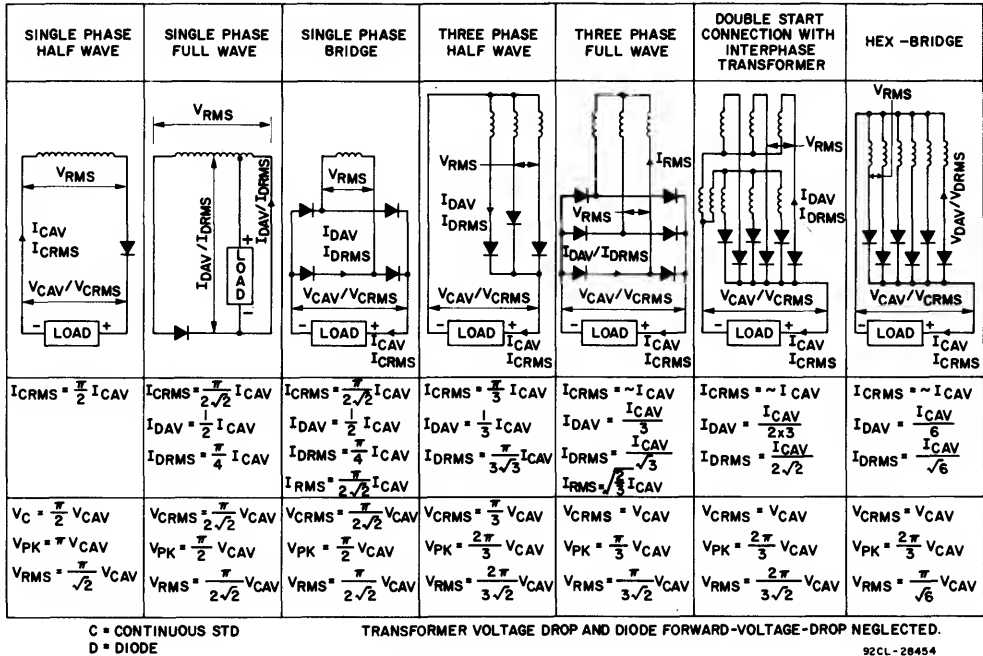 SINGLE PHASE
HALF WAVE
SINGLE PHASE
FULL WAVE
SINGLE PHASE
BRIDGE
THREE PHASE
HALF WAVE
THREE PHASE
FULL WAVE
DOUBLE START
CONNECTION WITH
INTERPHASE
TRANSFORMER
HEX -BRIDGE
VRMS
ICAV
ICRMS
VCAV/VCRMS
- LOAD +
VRMS
IDAV/IDRMS
IDAV/IDRMS
+
LOAD
-
VRMS
IDAV
IDRMS
VCAV/VCRMS
- LOAD +
ICAV
ICRMS
VRMS
IDAV
IDRMS
VCAV/VCRMS
- LOAD +
ICAV
ICRMS
IRMS
VRMS
IDAV/IDRMS
VCAV/VCRMS
- LOAD +
ICAV
ICRMS
VRMS
IDAV
IDRMS
VCAV/VCRMS
- LOAD +
ICAV
ICRMS
VRMS
VDAV/VDRMS
VCAV/VCRMS
- LOAD +
ICAV
ICRMS
ICRMS = π/2 ICAV
ICRMS = π/2√2 ICAV
IDAV = 1/2 ICAV
IDRMS = π/4 ICAV
ICRMS = π/2√2 ICAV
IDAV = 1/2 ICAV
IDRMS = π/4 ICAV
IRMS = π/2√2 ICAV
ICRMS = π/3 ICAV
IDAV = 1/3 ICAV
IDRMS = π/3√3 ICAV
ICRMS = ~ICAV
IDAV = ICAV/3
IDRMS = ICAV/√3
IRMS = √2/3 ICAV
ICRMS = ~ICAV
IDAV = ICAV/2x3
IDRMS = ICAV/2√2
ICRMS = ~ICAV
IDAV = ICAV/6
IDRMS = ICAV/√6
VC = π/2 VCAV
VPK = π VCAV
VRMS = π/√2 VCAV
VCRMS = π/2√2 VCAV
VPK = π/2 VCAV
VRMS = π/2√2 VCAV
VCRMS = π/2√2 VCAV
VPK = π/2 VCAV
VRMS = π/2√2 VCAV
VCRMS = π/3 VCAV
VPK = 2π/3 VCAV
VRMS = 2π/3√2 VCAV
VCRMS = VCAV
VPK = π/3 VCAV
VRMS = π/3√2 VCAV
VCRMS = VCAV
VPK = 2π/3 VCAV
VRMS = 2π/3√2 VCAV
VCRMS = VCAV
VPK = 2π/3 VCAV
VRMS = π/√6 VCAV
C = CONTINUOUS STD
D = DIODE
TRANSFORMER VOLTAGE DROP AND DIODE FORWARD-VOLTAGE-DROP NEGLECTED.
92CL-28454